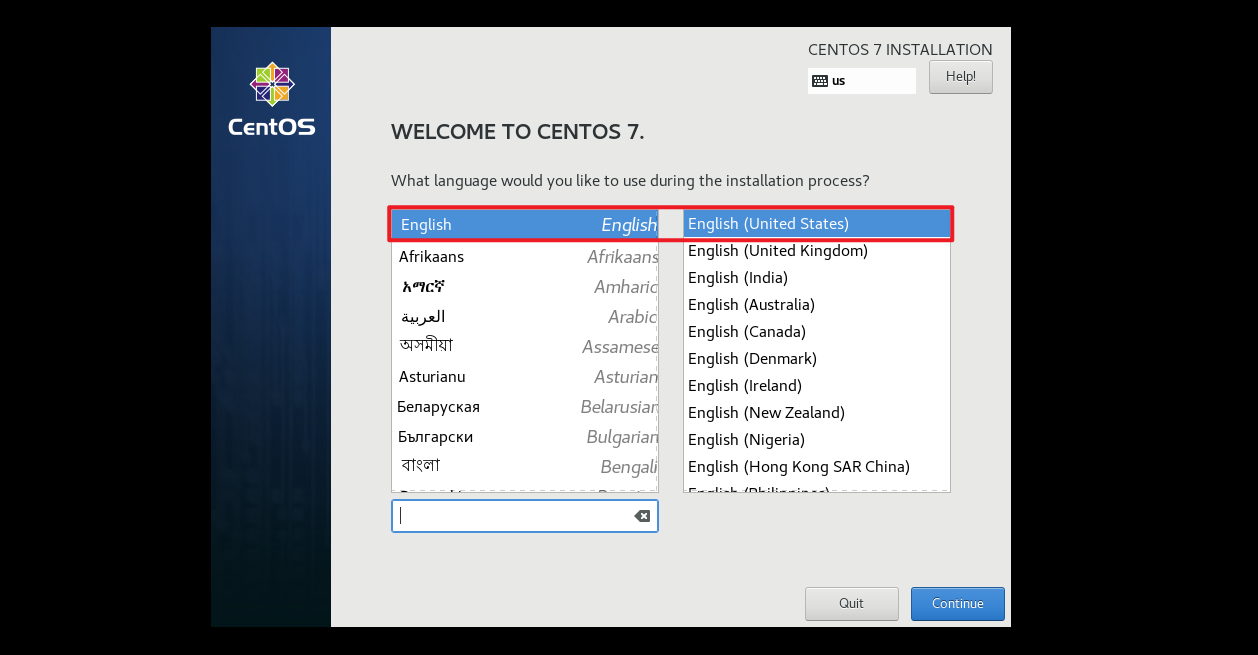 CentOS
CENTOS 7 INSTALLATION
us
Help!
WELCOME TO CENTOS 7.
What language would you like to use during the installation process?
English English
Afrikaans Afrikaans
አማርኛ Amharic
العربية Arabic
অসমীয়া Assamese
Asturianu Asturian
Беларуская Belarusian
Български Bulgarian
বাংলা Bengali
English (United States)
English (United Kingdom)
English (India)
English (Australia)
English (Canada)
English (Denmark)
English (Ireland)
English (New Zealand)
English (Nigeria)
English (Hong Kong SAR China)
English (Philippines)
Quit
Continue